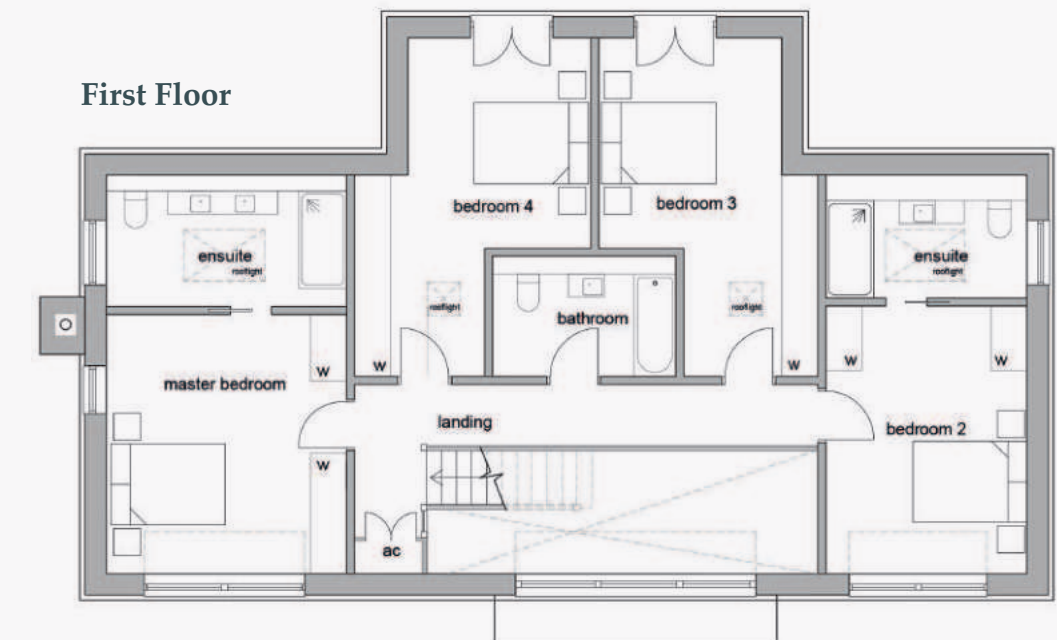 First Floor
bedroom 4
bedroom 3
ensuite
rooflight
ensuite
rooflight
rooflight
rooflight
bathroom
W
W
W
W
W
master bedroom
landing
bedroom 2
W
ac